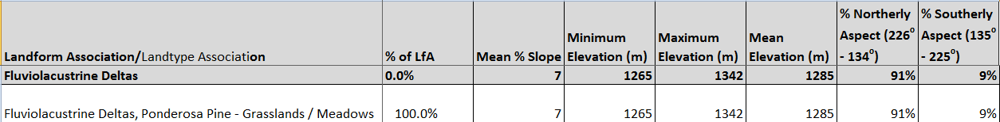 Landform Association/Landtype Association % of LfA Mean % Slope Minimum Elevation (m) Maximum Elevation (m) Mean Elevation (m) % Northerly Aspect (226° - 134°) % Southerly Aspect (135° - 225°)
Fluviolacustrine Deltas 0.0% 7 1265 1342 1285 91% 9%
Fluviolacustrine Deltas, Ponderosa Pine - Grasslands / Meadows 100.0% 7 1265 1342 1285 91% 9%